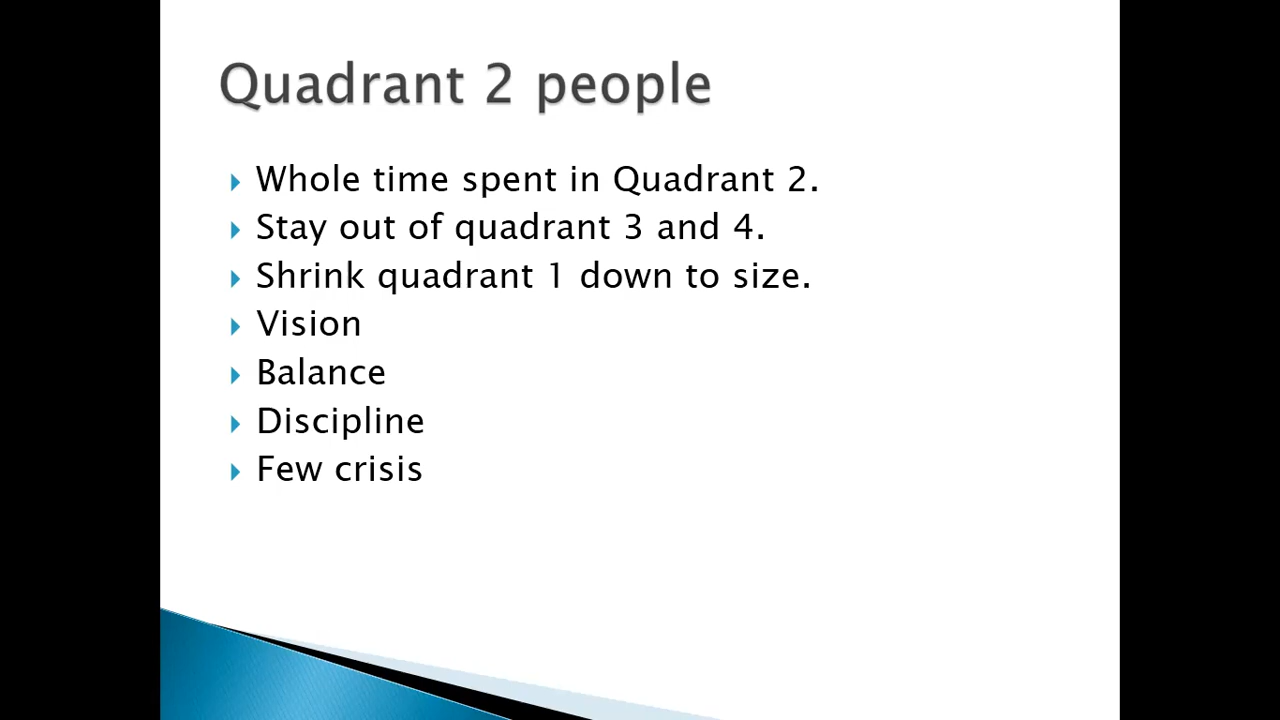 Quadrant 2 people
Whole time spent in Quadrant 2.
Stay out of quadrant 3 and 4.
Shrink quadrant 1 down to size.
Vision
Balance
Discipline
Few crisis